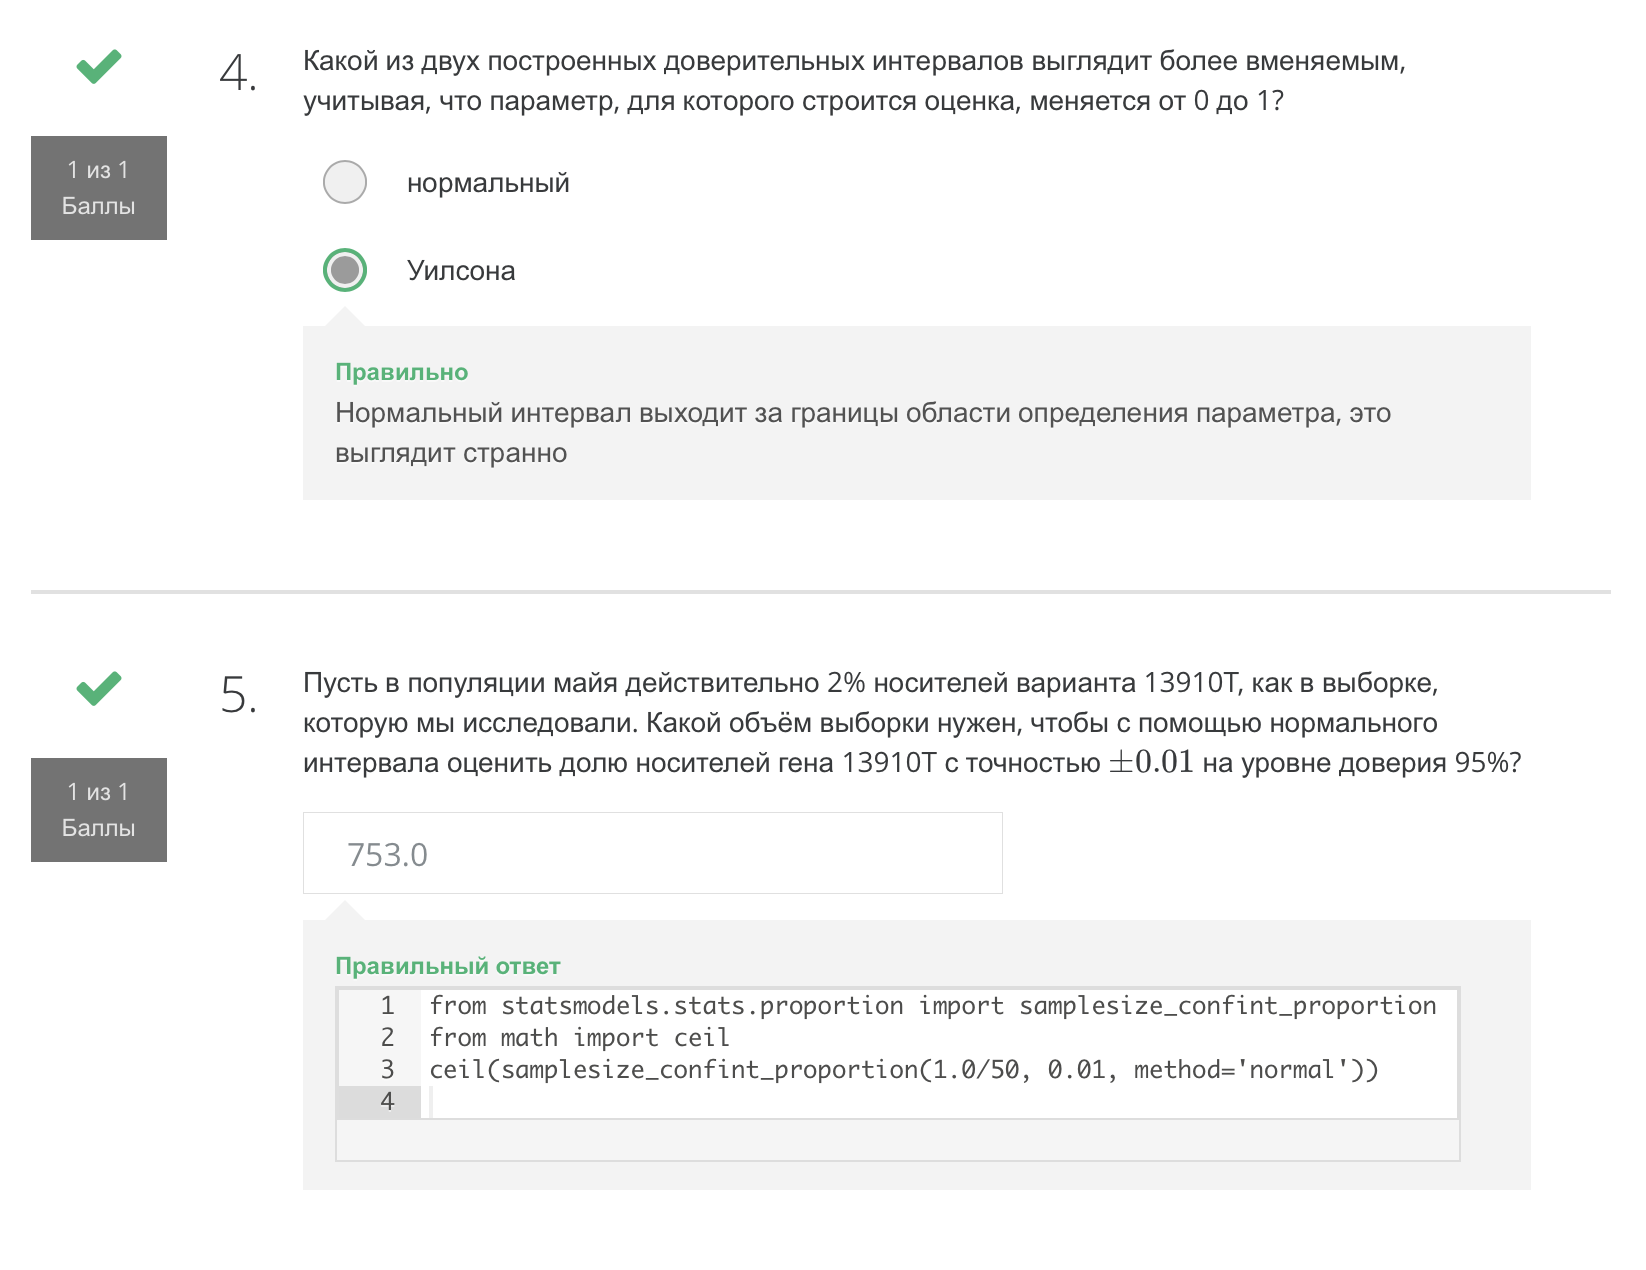 4.
Какой из двух построенных доверительных интервалов выглядит более вменяемым,
учитывая, что параметр, для которого строится оценка, меняется от 0 до 1?
1 из 1
Баллы
нормальный
Уилсона
Правильно
Нормальный интервал выходит за границы области определения параметра, это
выглядит странно
5.
Пусть в популяции майя действительно 2% носителей варианта 13910T, как в выборке,
которую мы исследовали. Какой объём выборки нужен, чтобы с помощью нормального
интервала оценить долю носителей гена 13910T с точностью ±0.01 на уровне доверия 95%?
1 из 1
Баллы
753.0
Правильный ответ
1 from statsmodels.stats.proportion import samplesize_confint_proportion
2 from math import ceil
3 ceil(samplesize_confint_proportion(1.0/50, 0.01, method='normal'))
4